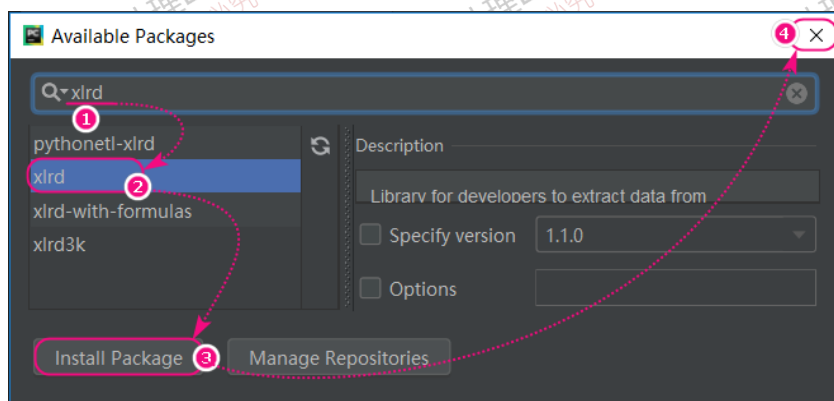 Available Packages
4
xlrd
1
pythonetl-xlrd
xlrd
2
xlrd-with-formulas
xlrd3k
Description
Library for developers to extract data from
Specify version
1.1.0
Options
Install Package
3
Manage Repositories